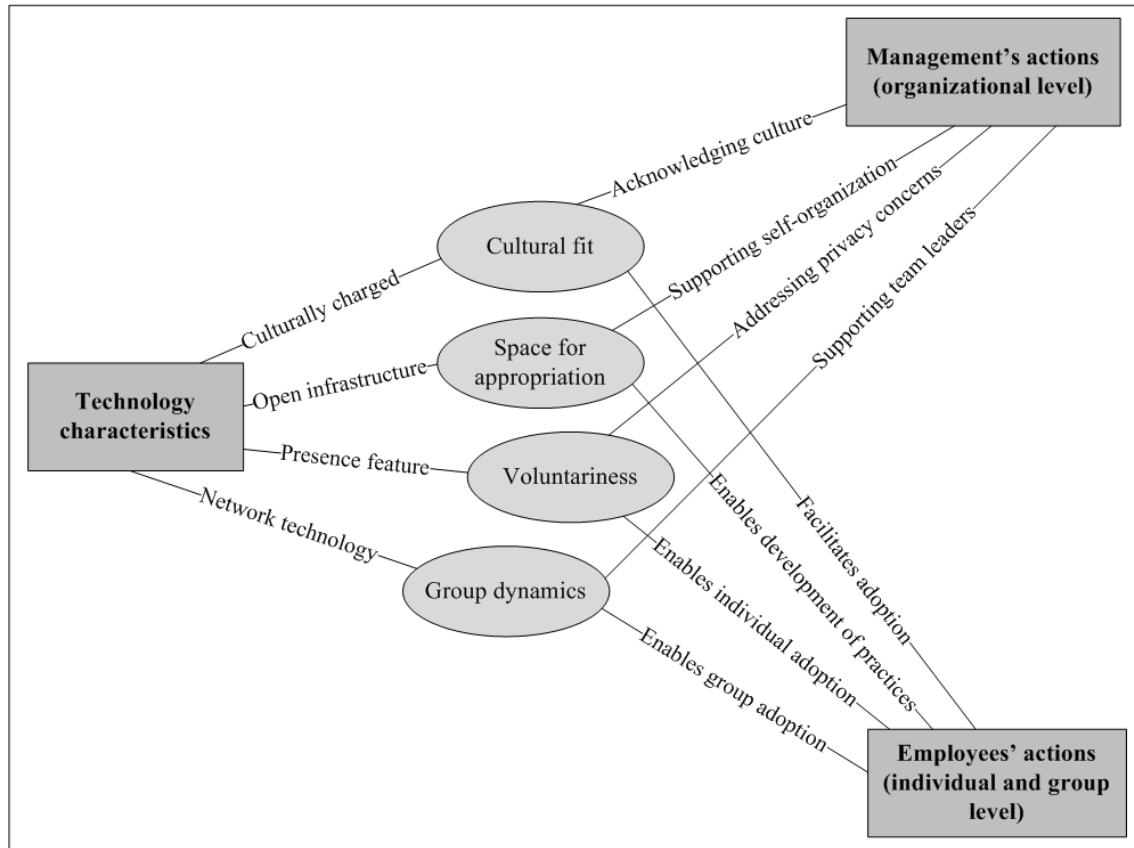 Management’s actions
(organizational level)
Acknowledging culture
Supporting self-organization
Addressing privacy concerns
Supporting team leaders
Cultural fit
Culturally charged
Space for
appropriation
Open infrastructure
Technology
characteristics
Presence feature
Voluntariness
Network technology
Group dynamics
Facilitates adoption
Enables development of practices
Enables individual adoption
Enables group adoption
Employees’ actions
(individual and group
level)